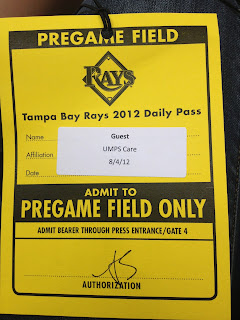 PREGAME FIELD
RAYS
Tampa Bay Rays 2012 Daily Pass
Name Guest
Affiliation UMPS Care
Date 8/4/12
ADMIT TO
PREGAME FIELD ONLY
ADMIT BEARER THROUGH PRESS ENTRANCE/GATE 4
AUTHORIZATION